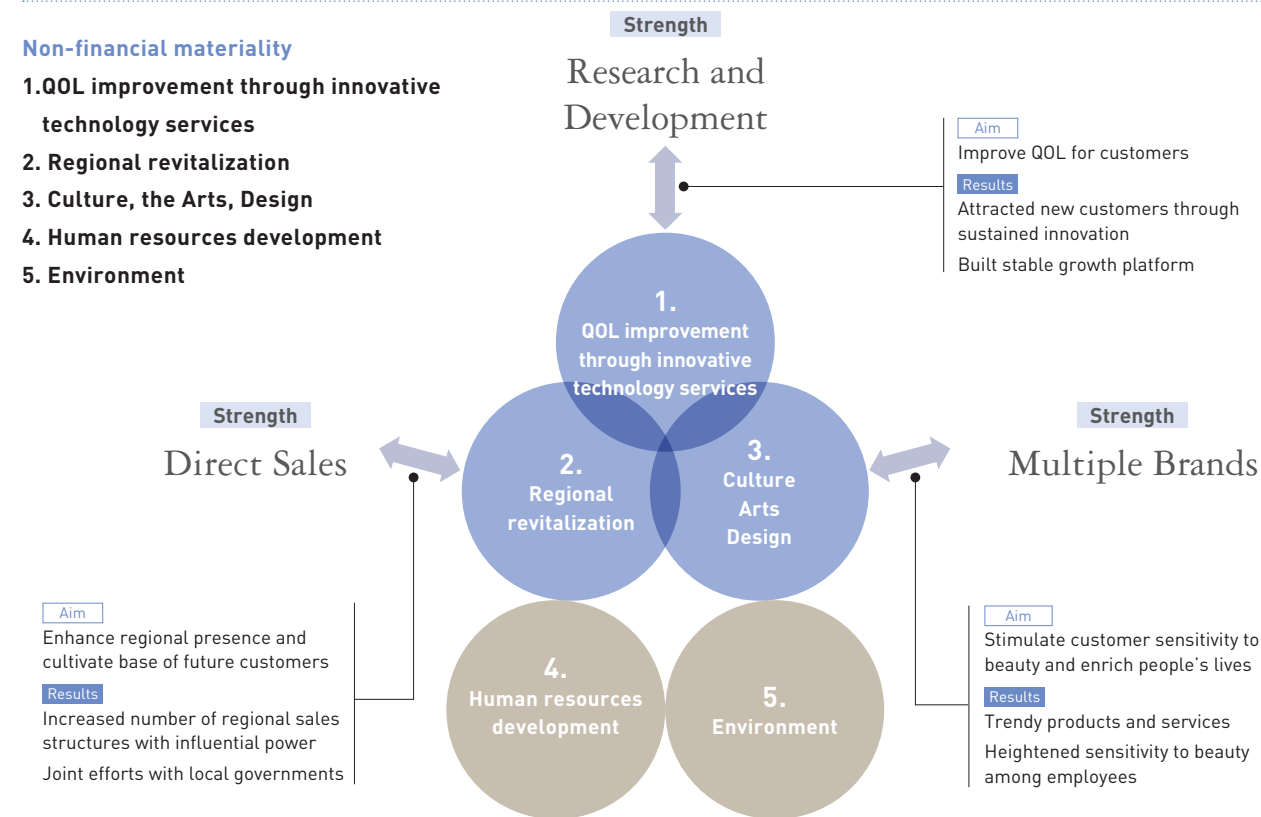 Non-financial materiality
1.QOL improvement through innovative
technology services
2. Regional revitalization
3. Culture, the Arts, Design
4. Human resources development
5. Environment
Strength
Research and
Development
Aim
Improve QOL for customers
Results
Attracted new customers through
sustained innovation
Built stable growth platform
1.
QOL improvement
through innovative
technology services
Strength
Direct Sales
2.
Regional
revitalization
3.
Culture
Arts
Design
Strength
Multiple Brands
Aim
Enhance regional presence and
cultivate base of future customers
Results
Increased number of regional sales
structures with influential power
Joint efforts with local governments
4.
Human resources
development
5.
Environment
Aim
Stimulate customer sensitivity to
beauty and enrich people’s lives
Results
Trendy products and services
Heightened sensitivity to beauty
among employees